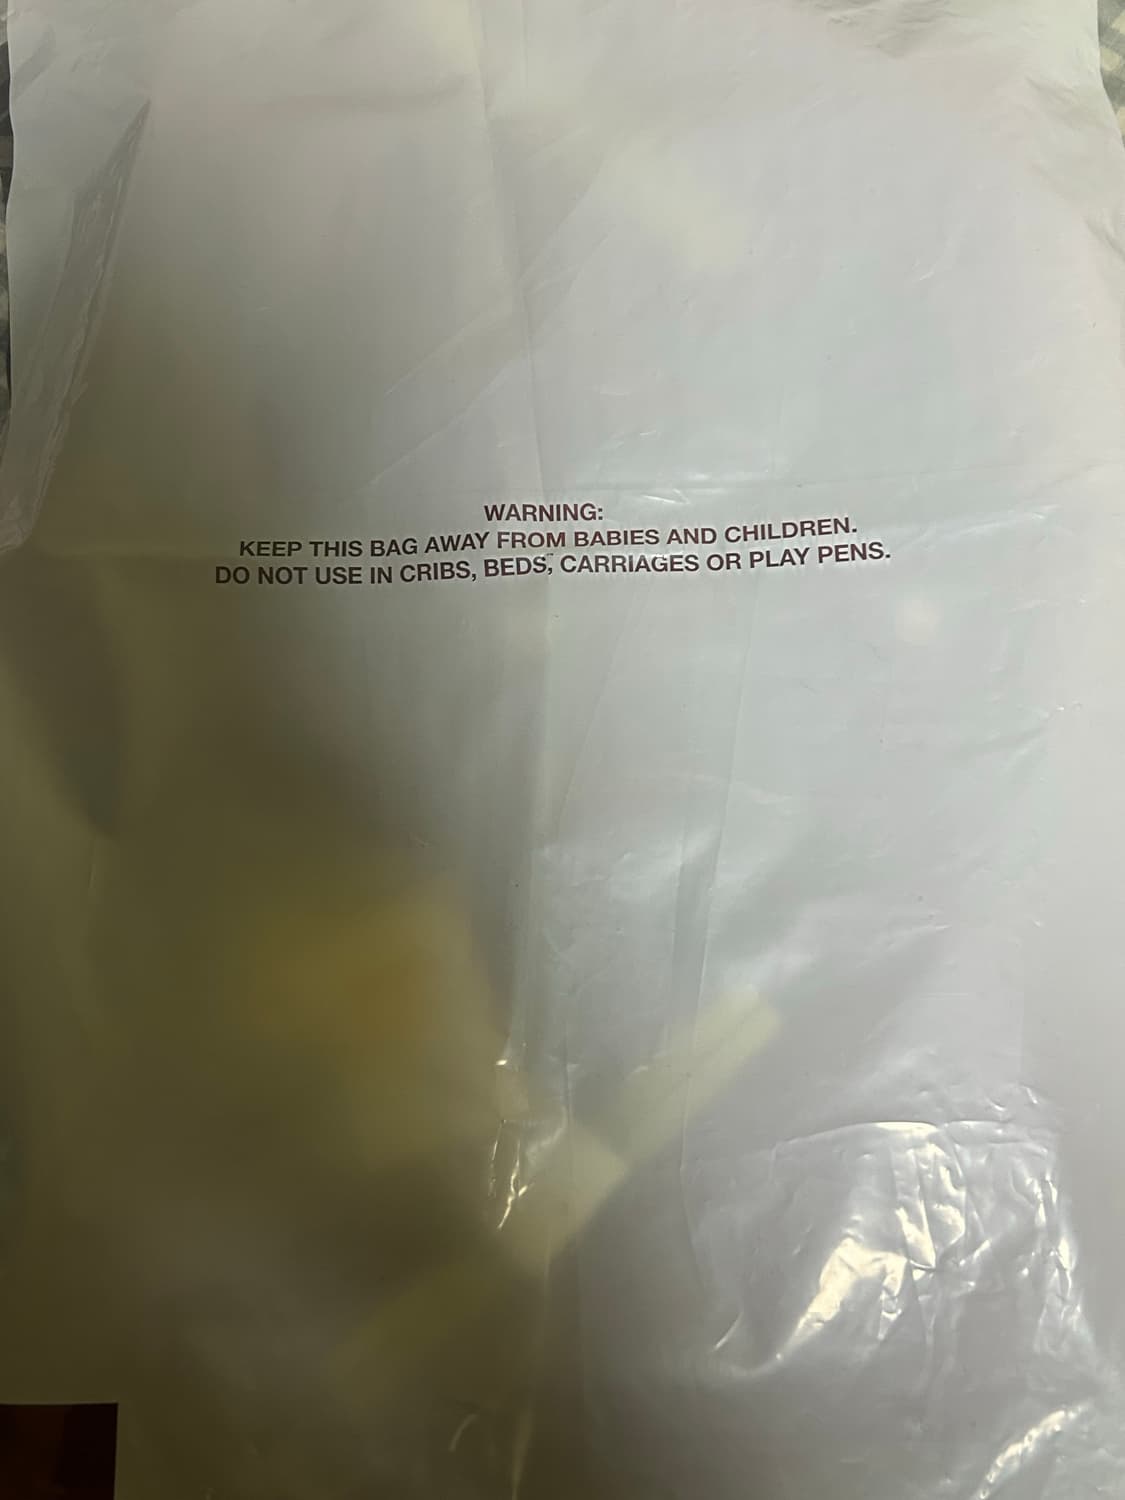 WARNING:
KEEP THIS BAG AWAY FROM BABIES AND CHILDREN.
DO NOT USE IN CRIBS, BEDS, CARRIAGES OR PLAY PENS.